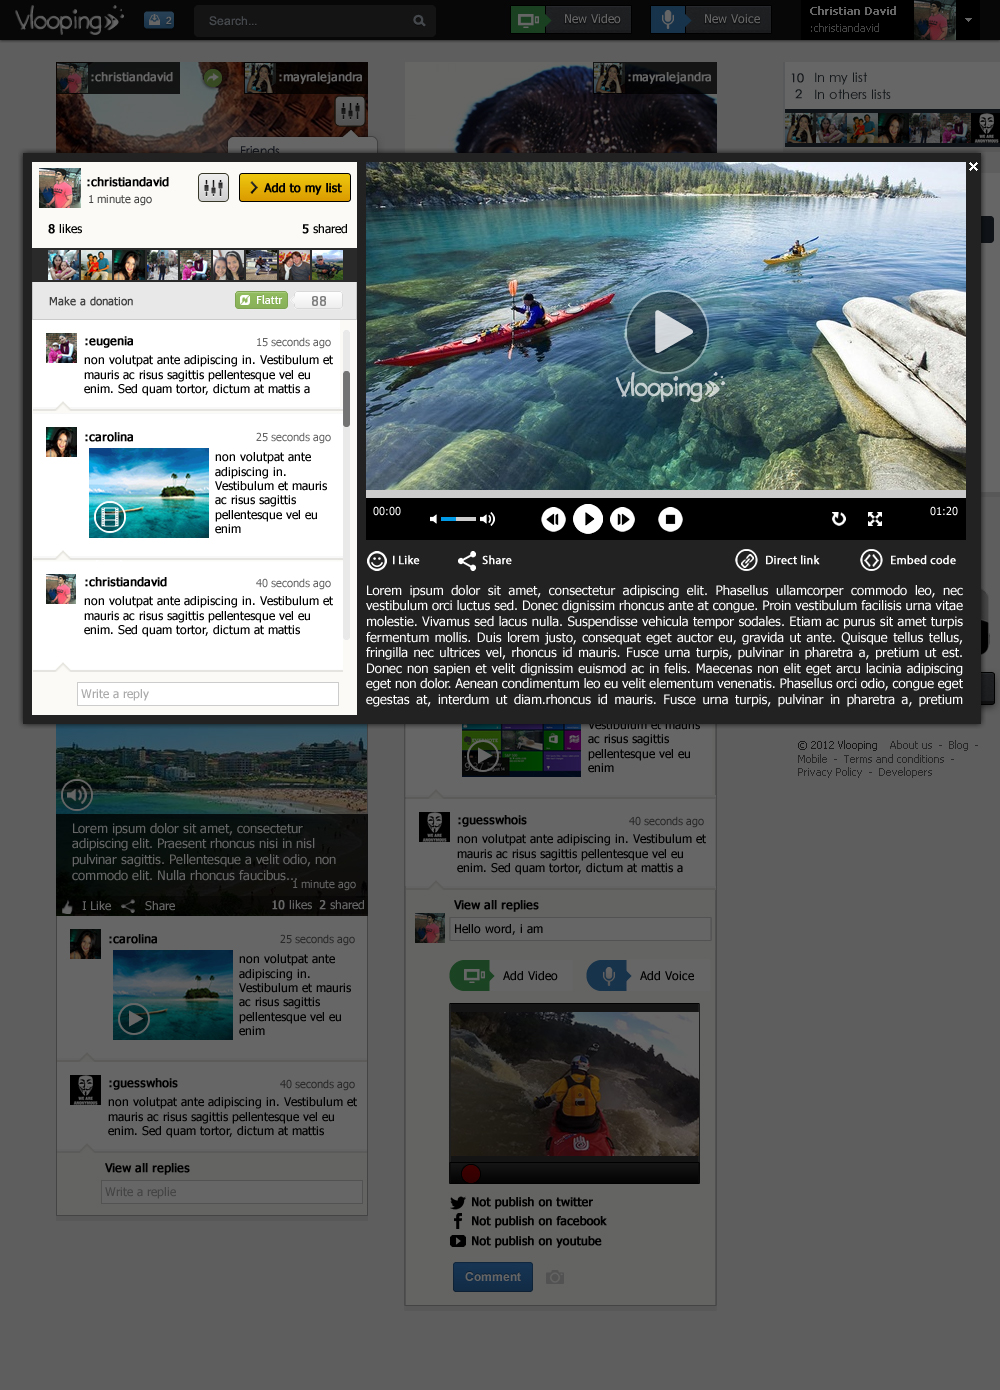 Vlooping
2
Search...
New Video
New Voice
Christian David
:christiandavid
:christiandavid
:mayralejandra
:mayralejandra
10 In my list
2 In others lists
Friends
:christiandavid
1 minute ago
Add to my list
8 likes
5 shared
Make a donation
Flattr
88
:eugenia
15 seconds ago
non volutpat ante adipiscing in. Vestibulum et
mauris ac risus sagittis pellentesque vel eu
enim. Sed quam tortor, dictum at mattis a
:carolina
25 seconds ago
non volutpat ante
adipiscing in.
Vestibulum et mauris
ac risus sagittis
pellentesque vel eu
enim
:christiandavid
40 seconds ago
non volutpat ante adipiscing in. Vestibulum et
mauris ac risus sagittis pellentesque vel eu
enim. Sed quam tortor, dictum at mattis
Write a reply
Vlooping
00:00
01:20
I Like
Share
Direct link
Embed code
Lorem ipsum dolor sit amet, consectetur adipiscing elit. Phasellus ullamcorper commodo leo, nec
vestibulum orci luctus sed. Donec dignissim rhoncus ante at congue. Proin vestibulum facilisis urna vitae
molestie. Vivamus sed lacus nulla. Suspendisse vehicula tempor sodales. Etiam ac purus sit amet turpis
fermentum mollis. Duis lorem justo, consequat eget auctor eu, gravida ut ante. Quisque tellus tellus,
fringilla nec ultrices vel, rhoncus id mauris. Fusce urna turpis, pulvinar in pharetra a, pretium ut est.
Donec non sapien et velit dignissim euismod ac in felis. Maecenas non elit eget arcu lacinia adipiscing
eget non dolor. Aenean condimentum leo eu velit elementum venenatis. Phasellus orci odio, congue eget
egestas at, interdum ut diam.rhoncus id mauris. Fusce urna turpis, pulvinar in pharetra a, pretium
Lorem ipsum dolor sit amet, consectetur
adipiscing elit. Praesent rhoncus nisi in nisl
pulvinar sagittis. Pellentesque a velit odio, non
commodo elit. Nulla rhoncus faucibus...
1 minute ago
I Like
Share
10 likes 2 shared
:carolina
25 seconds ago
non volutpat ante
adipiscing in.
Vestibulum et mauris
ac risus sagittis
pellentesque vel eu
enim
:guesswhois
40 seconds ago
non volutpat ante adipiscing in. Vestibulum et
mauris ac risus sagittis pellentesque vel eu
enim. Sed quam tortor, dictum at mattis
View all replies
Write a replie
Vestibulum et mauris
ac risus sagittis
pellentesque vel eu
enim
:guesswhois
40 seconds ago
non volutpat ante adipiscing in. Vestibulum et
mauris ac risus sagittis pellentesque vel eu
enim. Sed quam tortor, dictum at mattis a
View all replies
Hello word, i am
Add Video
Add Voice
Not publish on twitter
Not publish on facebook
Not publish on youtube
Comment
© 2012 Vlooping About us - Blog -
Mobile - Terms and conditions -
Privacy Policy - Developers